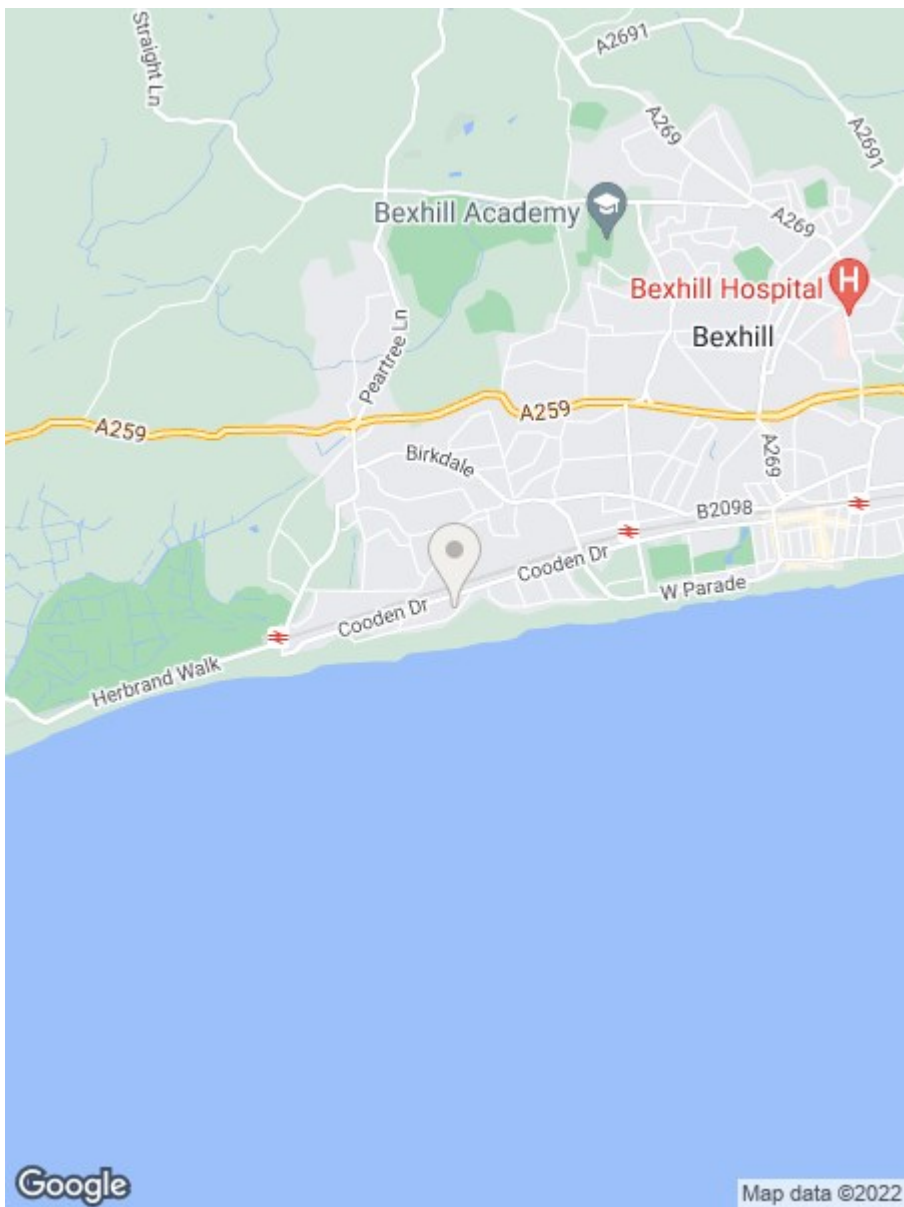 Straight Ln
A2691
A269
A2691
Bexhill Academy
A269
Bexhill Hospital
H
Bexhill
Peartree Ln
A259
A259
Birkdale
A269
B2098
Cooden Dr
W Parade
Cooden Dr
Herbrand Walk
Google
Map data ©2022